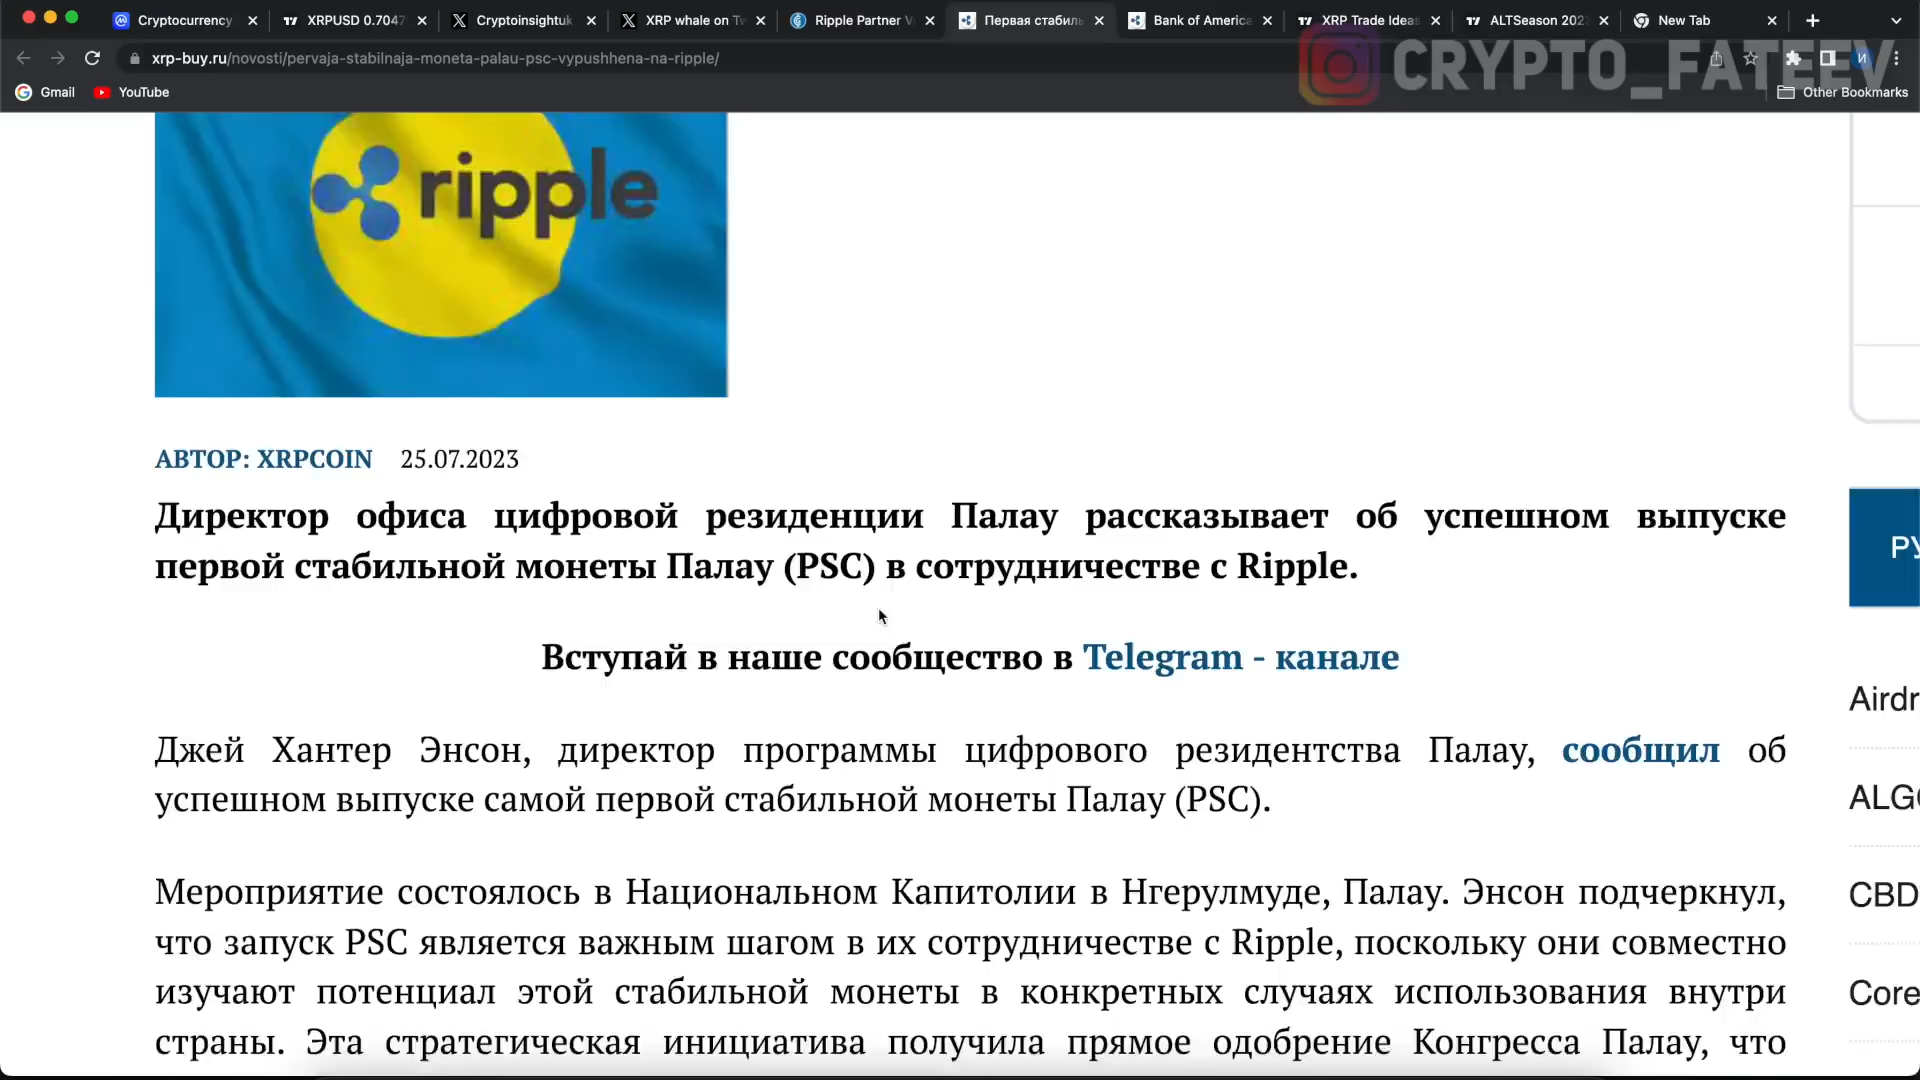 Cryptocurrency
XRPUSD 0.7047
Cryptoinsightuk
XRP whale on Tw
Ripple Partner V
Первая стабиль
Bank of America
XRP Trade Ideas
ALTSeason 2023
New Tab
xrp-buy.ru/novosti/pervaja-stabilnaja-moneta-palau-psc-vypushhena-na-ripple/
CRYPTO_FATEEV
И
Gmail
YouTube
Other Bookmarks
ripple
АВТОР: XRPCOIN 25.07.2023
Директор офиса цифровой резиденции Палау рассказывает об успешном выпуске
первой стабильной монеты Палау (PSC) в сотрудничестве с Ripple.
РУ
Вступай в наше сообщество в Telegram - канале
Airdr
Джей Хантер Энсон, директор программы цифрового резидентства Палау, сообщил об
успешном выпуске самой первой стабильной монеты Палау (PSC).
ALGO
Мероприятие состоялось в Национальном Капитолии в Нгерулмуде, Палау. Энсон подчеркнул,
CBD
что запуск PSC является важным шагом в их сотрудничестве с Ripple, поскольку они совместно
изучают потенциал этой стабильной монеты в конкретных случаях использования внутри
Core
страны. Эта стратегическая инициатива получила прямое одобрение Конгресса Палау, что